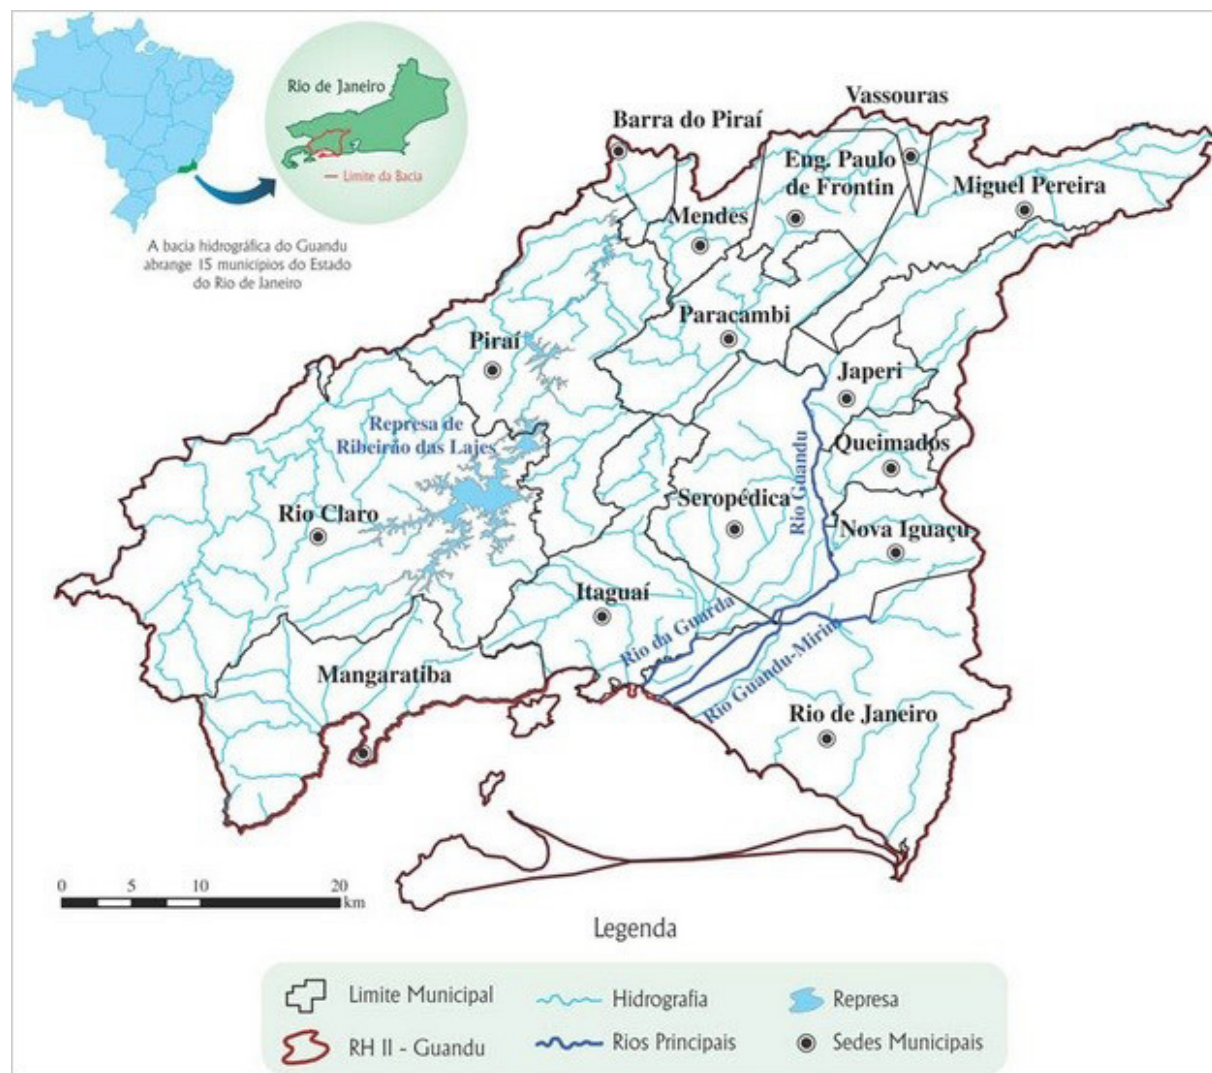 Rio de Janeiro
Limite da Bacia
A bacia hidrográfica do Guandu
abrange 15 municípios do Estado
do Rio de Janeiro
Vassouras
Barra do Piraí
Eng. Paulo
de Frontin
Miguel Pereira
Mendes
Paracambi
Piraí
Japeri
Represa de
Ribeirão das Lajes
Queimados
Rio Guandu
Seropédica
Rio Claro
Nova Iguaçu
Itaguaí
Rio da Guarda
Rio Guandu-Mirim
Mangaratiba
Rio de Janeiro
0 5 10 20
km
Legenda
Limite Municipal
Hidrografia
Represa
RH II - Guandu
Rios Principais
Sedes Municipais